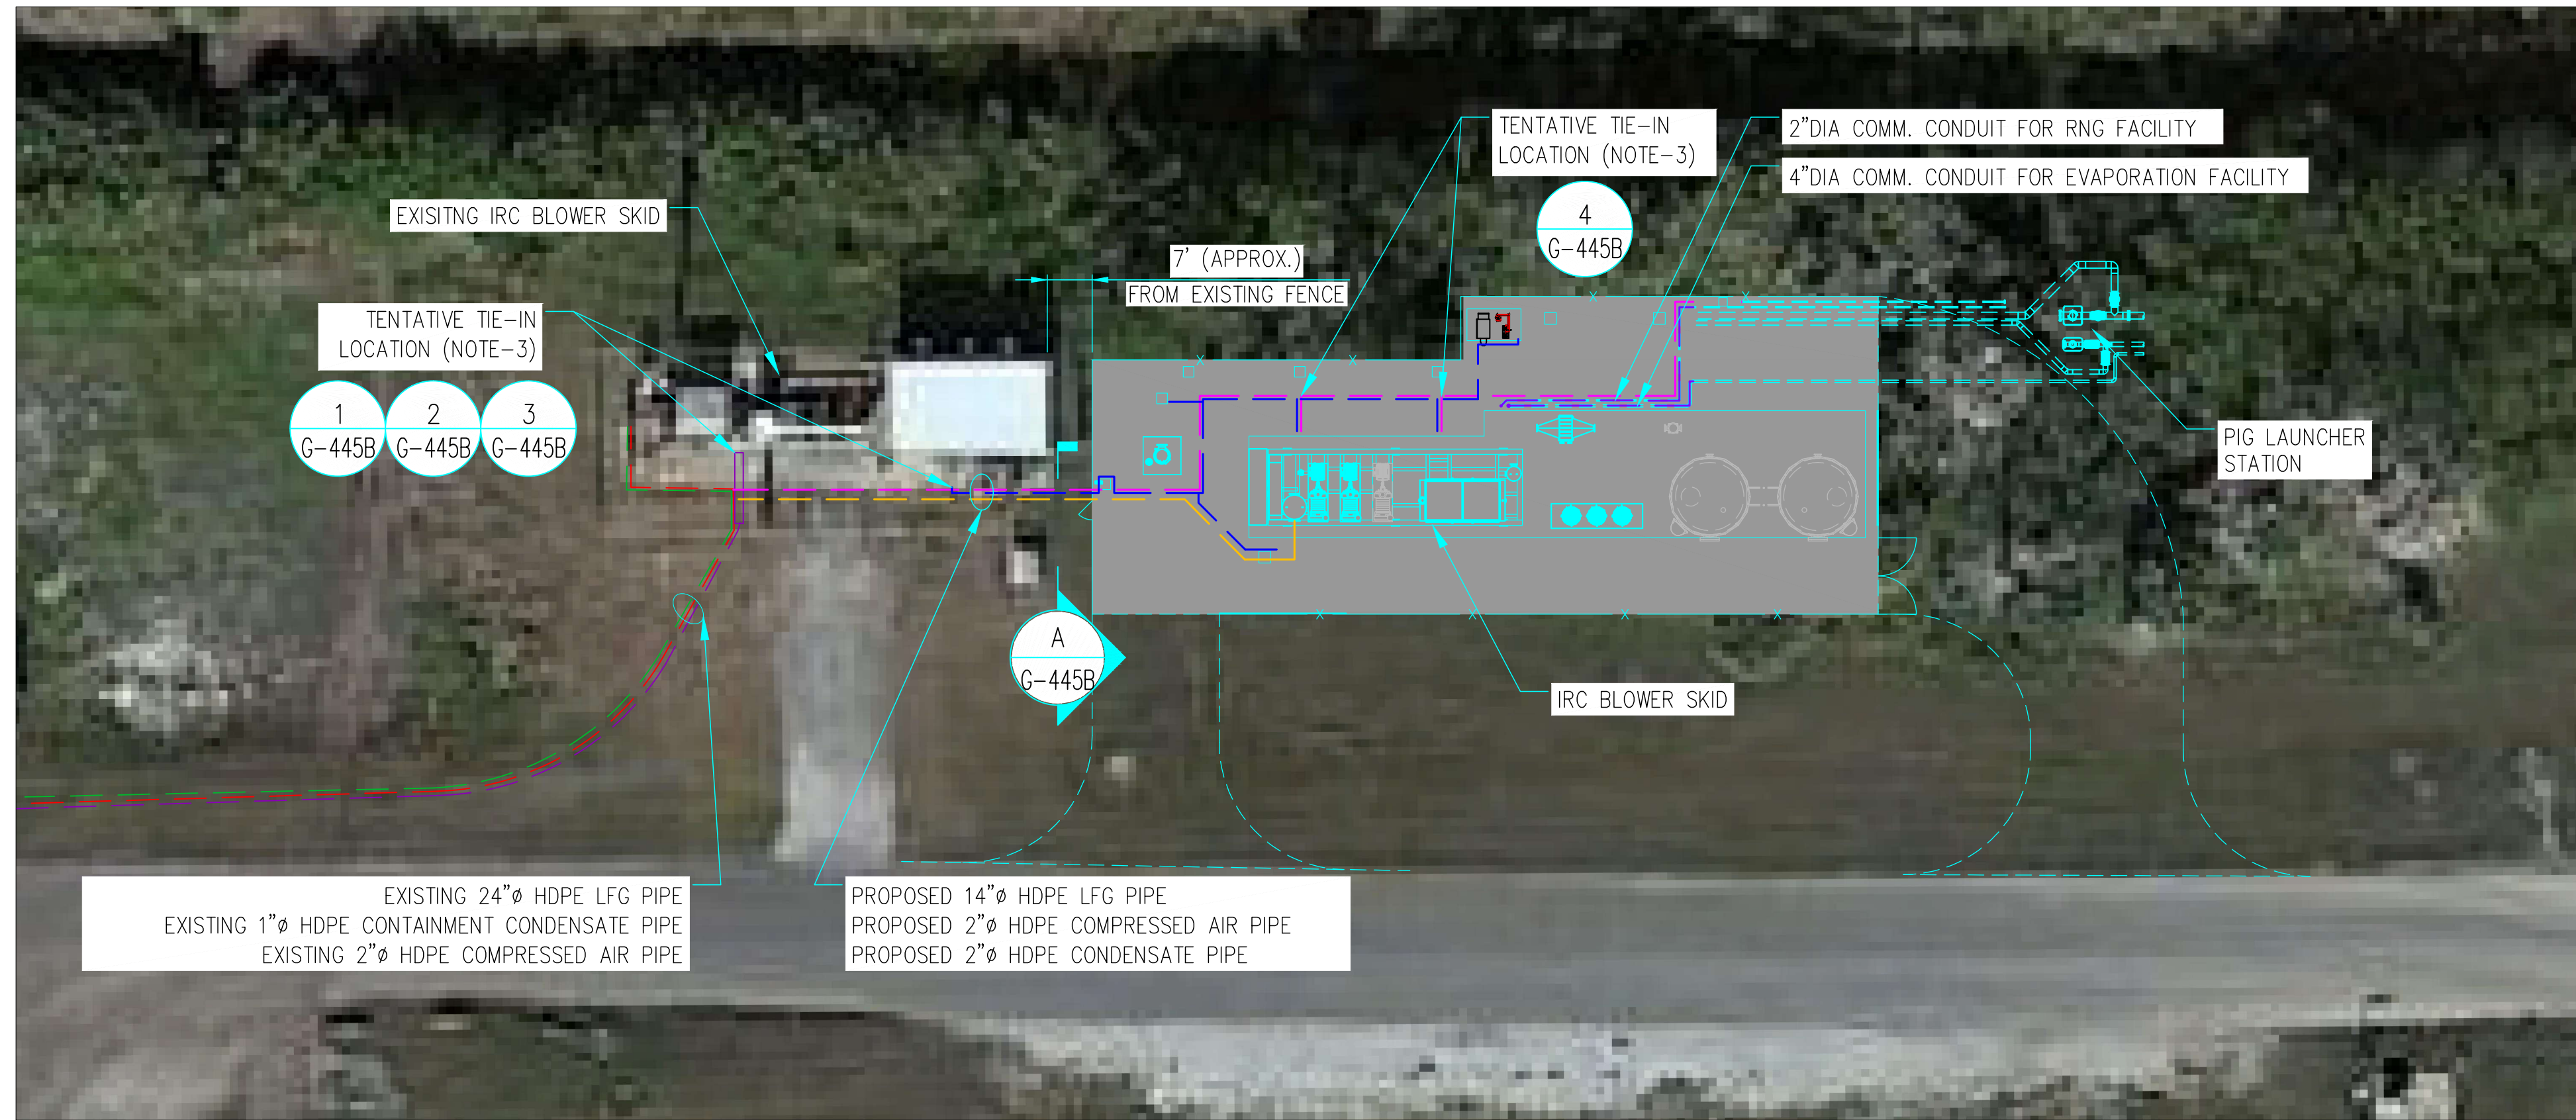 TENTATIVE TIE-IN
LOCATION (NOTE-3)
2"DIA COMM. CONDUIT FOR RNG FACILITY
4"DIA COMM. CONDUIT FOR EVAPORATION FACILITY
4
G-445B
EXISITNG IRC BLOWER SKID
7' (APPROX.)
FROM EXISTING FENCE
TENTATIVE TIE-IN
LOCATION (NOTE-3)
1
G-445B
2
G-445B
3
G-445B
PIG LAUNCHER
STATION
A
G-445B
IRC BLOWER SKID
EXISTING 24"ø HDPE LFG PIPE
EXISTING 1"ø HDPE CONTAINMENT CONDENSATE PIPE
EXISTING 2"ø HDPE COMPRESSED AIR PIPE
PROPOSED 14"ø HDPE LFG PIPE
PROPOSED 2"ø HDPE COMPRESSED AIR PIPE
PROPOSED 2"ø HDPE CONDENSATE PIPE